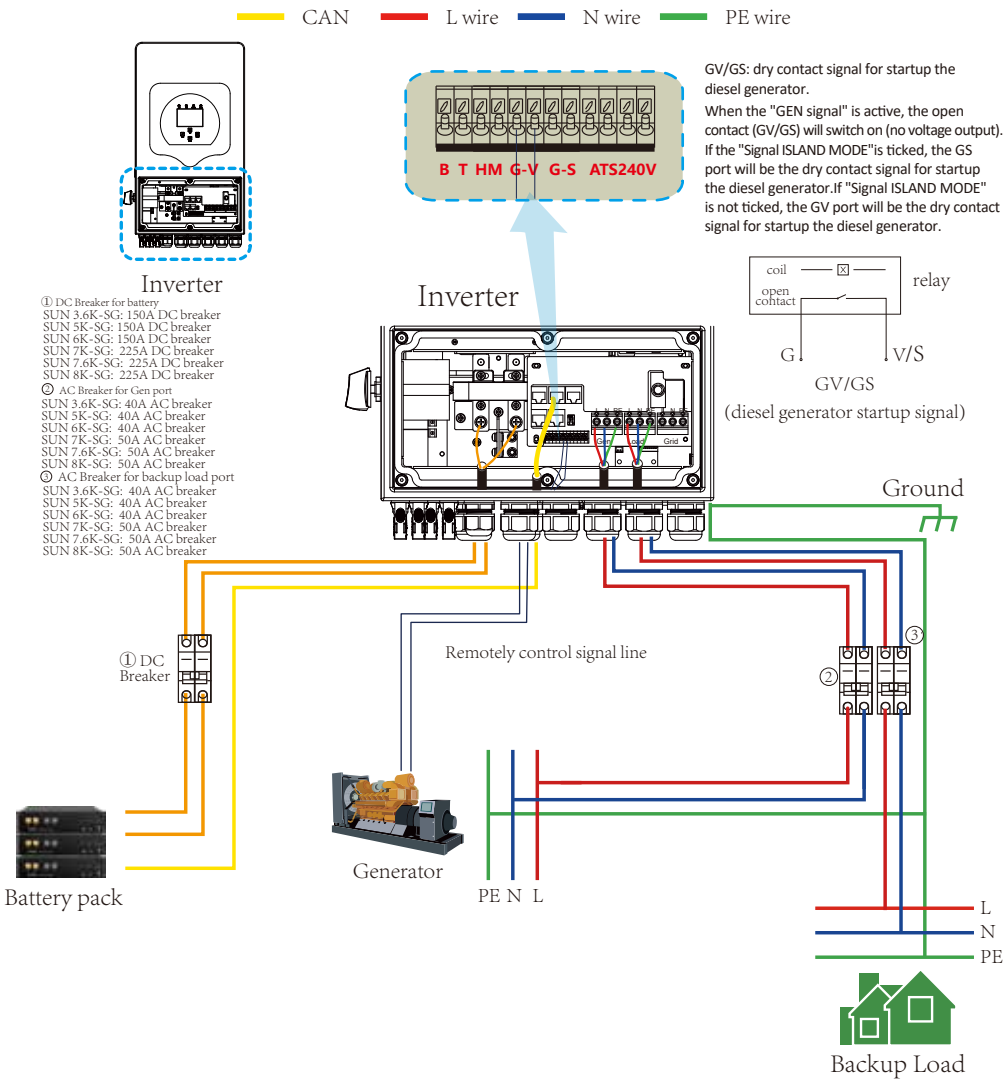 CAN L wire N wire PE wire
GV/GS: dry contact signal for startup the
diesel generator.
When the "GEN signal" is active, the open
contact (GV/GS) will switch on (no voltage output).
If the "Signal ISLAND MODE"is ticked, the GS
port will be the dry contact signal for startup
the diesel generator.If "Signal ISLAND MODE"
is not ticked, the GV port will be the dry contact
signal for startup the diesel generator.
B T HM G-V G-S ATS240V
coil
open
contact
relay
G V/S
GV/GS
(diesel generator startup signal)
Inverter
① DC Breaker for battery
SUN 3.6K-SG: 150A DC breaker
SUN 5K-SG: 150A DC breaker
SUN 6K-SG: 150A DC breaker
SUN 7K-SG: 225A DC breaker
SUN 7.6K-SG: 225A DC breaker
SUN 8K-SG: 225A DC breaker
② AC Breaker for Gen port
SUN 3.6K-SG: 40A AC breaker
SUN 5K-SG: 40A AC breaker
SUN 6K-SG: 40A AC breaker
SUN 7K-SG: 50A AC breaker
SUN 7.6K-SG: 50A AC breaker
SUN 8K-SG: 50A AC breaker
③ AC Breaker for backup load port
SUN 3.6K-SG: 40A AC breaker
SUN 5K-SG: 40A AC breaker
SUN 6K-SG: 40A AC breaker
SUN 7K-SG: 50A AC breaker
SUN 7.6K-SG: 50A AC breaker
SUN 8K-SG: 50A AC breaker
Inverter
Gen Load Grid
Ground
① DC
Breaker
Remotely control signal line
②
③
Battery pack
Generator
PE N L
L
N
PE
Backup Load